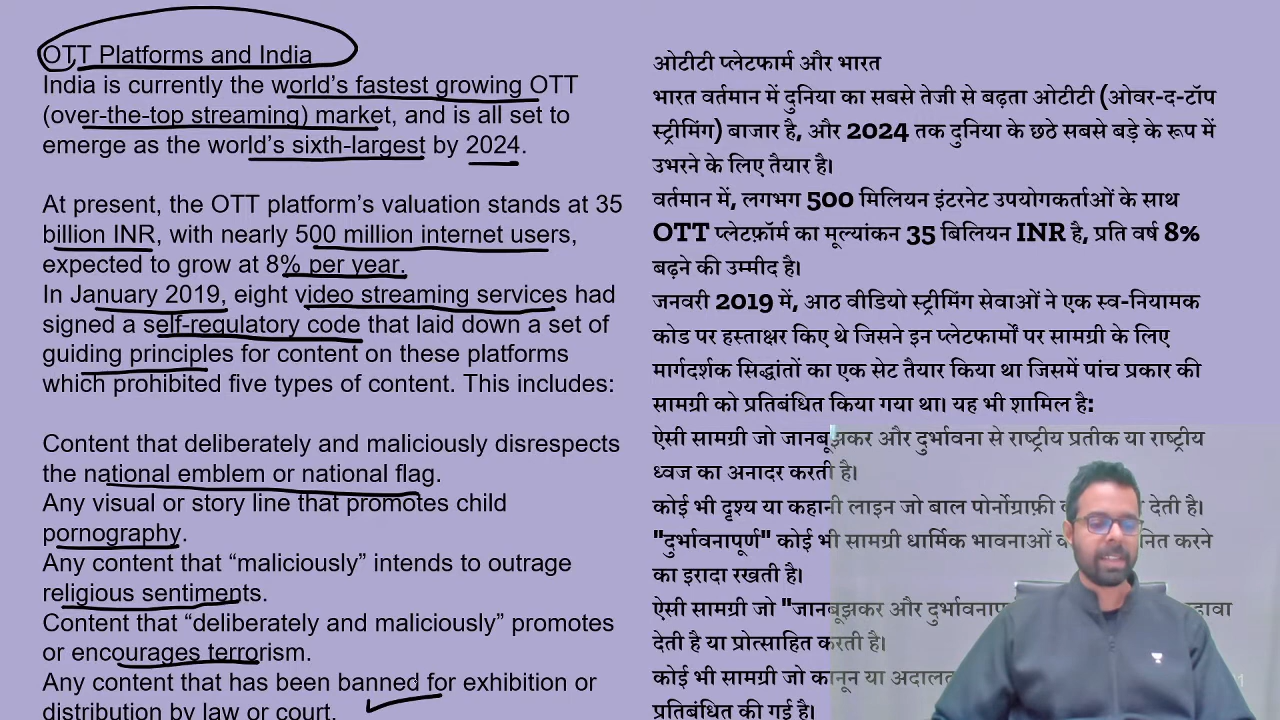 OTT Platforms and India
India is currently the world’s fastest growing OTT
(over-the-top streaming) market, and is all set to
emerge as the world’s sixth-largest by 2024.
At present, the OTT platform’s valuation stands at 35
billion INR, with nearly 500 million internet users,
expected to grow at 8% per year.
In January 2019, eight video streaming services had
signed a self-regulatory code that laid down a set of
guiding principles for content on these platforms
which prohibited five types of content. This includes:
Content that deliberately and maliciously disrespects
the national emblem or national flag.
Any visual or story line that promotes child
pornography.
Any content that “maliciously” intends to outrage
religious sentiments.
Content that “deliberately and maliciously” promotes
or encourages terrorism.
Any content that has been banned for exhibition or
distribution by law or court.
ओटीटी प्लेटफार्म और भारत
भारत वर्तमान में दुनिया का सबसे तेजी से बढ़ता ओटीटी (ओवर-द-टॉप
स्ट्रीमिंग) बाजार है, और 2024 तक दुनिया के छठे सबसे बड़े के रूप में
उभरने के लिए तैयार है।
वर्तमान में, लगभग 500 मिलियन इंटरनेट उपयोगकर्ताओं के साथ
OTT प्लेटफ़ॉर्म का मूल्यांकन 35 बिलियन INR है, प्रति वर्ष 8%
बढ़ने की उम्मीद है।
जनवरी 2019 में, आठ वीडियो स्ट्रीमिंग सेवाओं ने एक स्व-नियामक
कोड पर हस्ताक्षर किए थे जिसने इन प्लेटफार्मों पर सामग्री के लिए
मार्गदर्शक सिद्धांतों का एक सेट तैयार किया था जिसमें पांच प्रकार की
सामग्री को प्रतिबंधित किया गया था। यह भी शामिल है:
ऐसी सामग्री जो जानबूझकर और दुर्भावना से राष्ट्रीय प्रतीक या राष्ट्रीय
ध्वज का अनादर करती है।
कोई भी दृश्य या कहानी लाइन जो बाल पोर्नोग्राफ़ी देती है।
"दुर्भावनापूर्ण" कोई भी सामग्री धार्मिक भावनाओं करने
का इरादा रखती है।
ऐसी सामग्री जो "जानबूझकर और
देती है या प्रोत्साहित करती है।
कोई भी सामग्री जो कानून या
प्रतिबंधित की गई है।